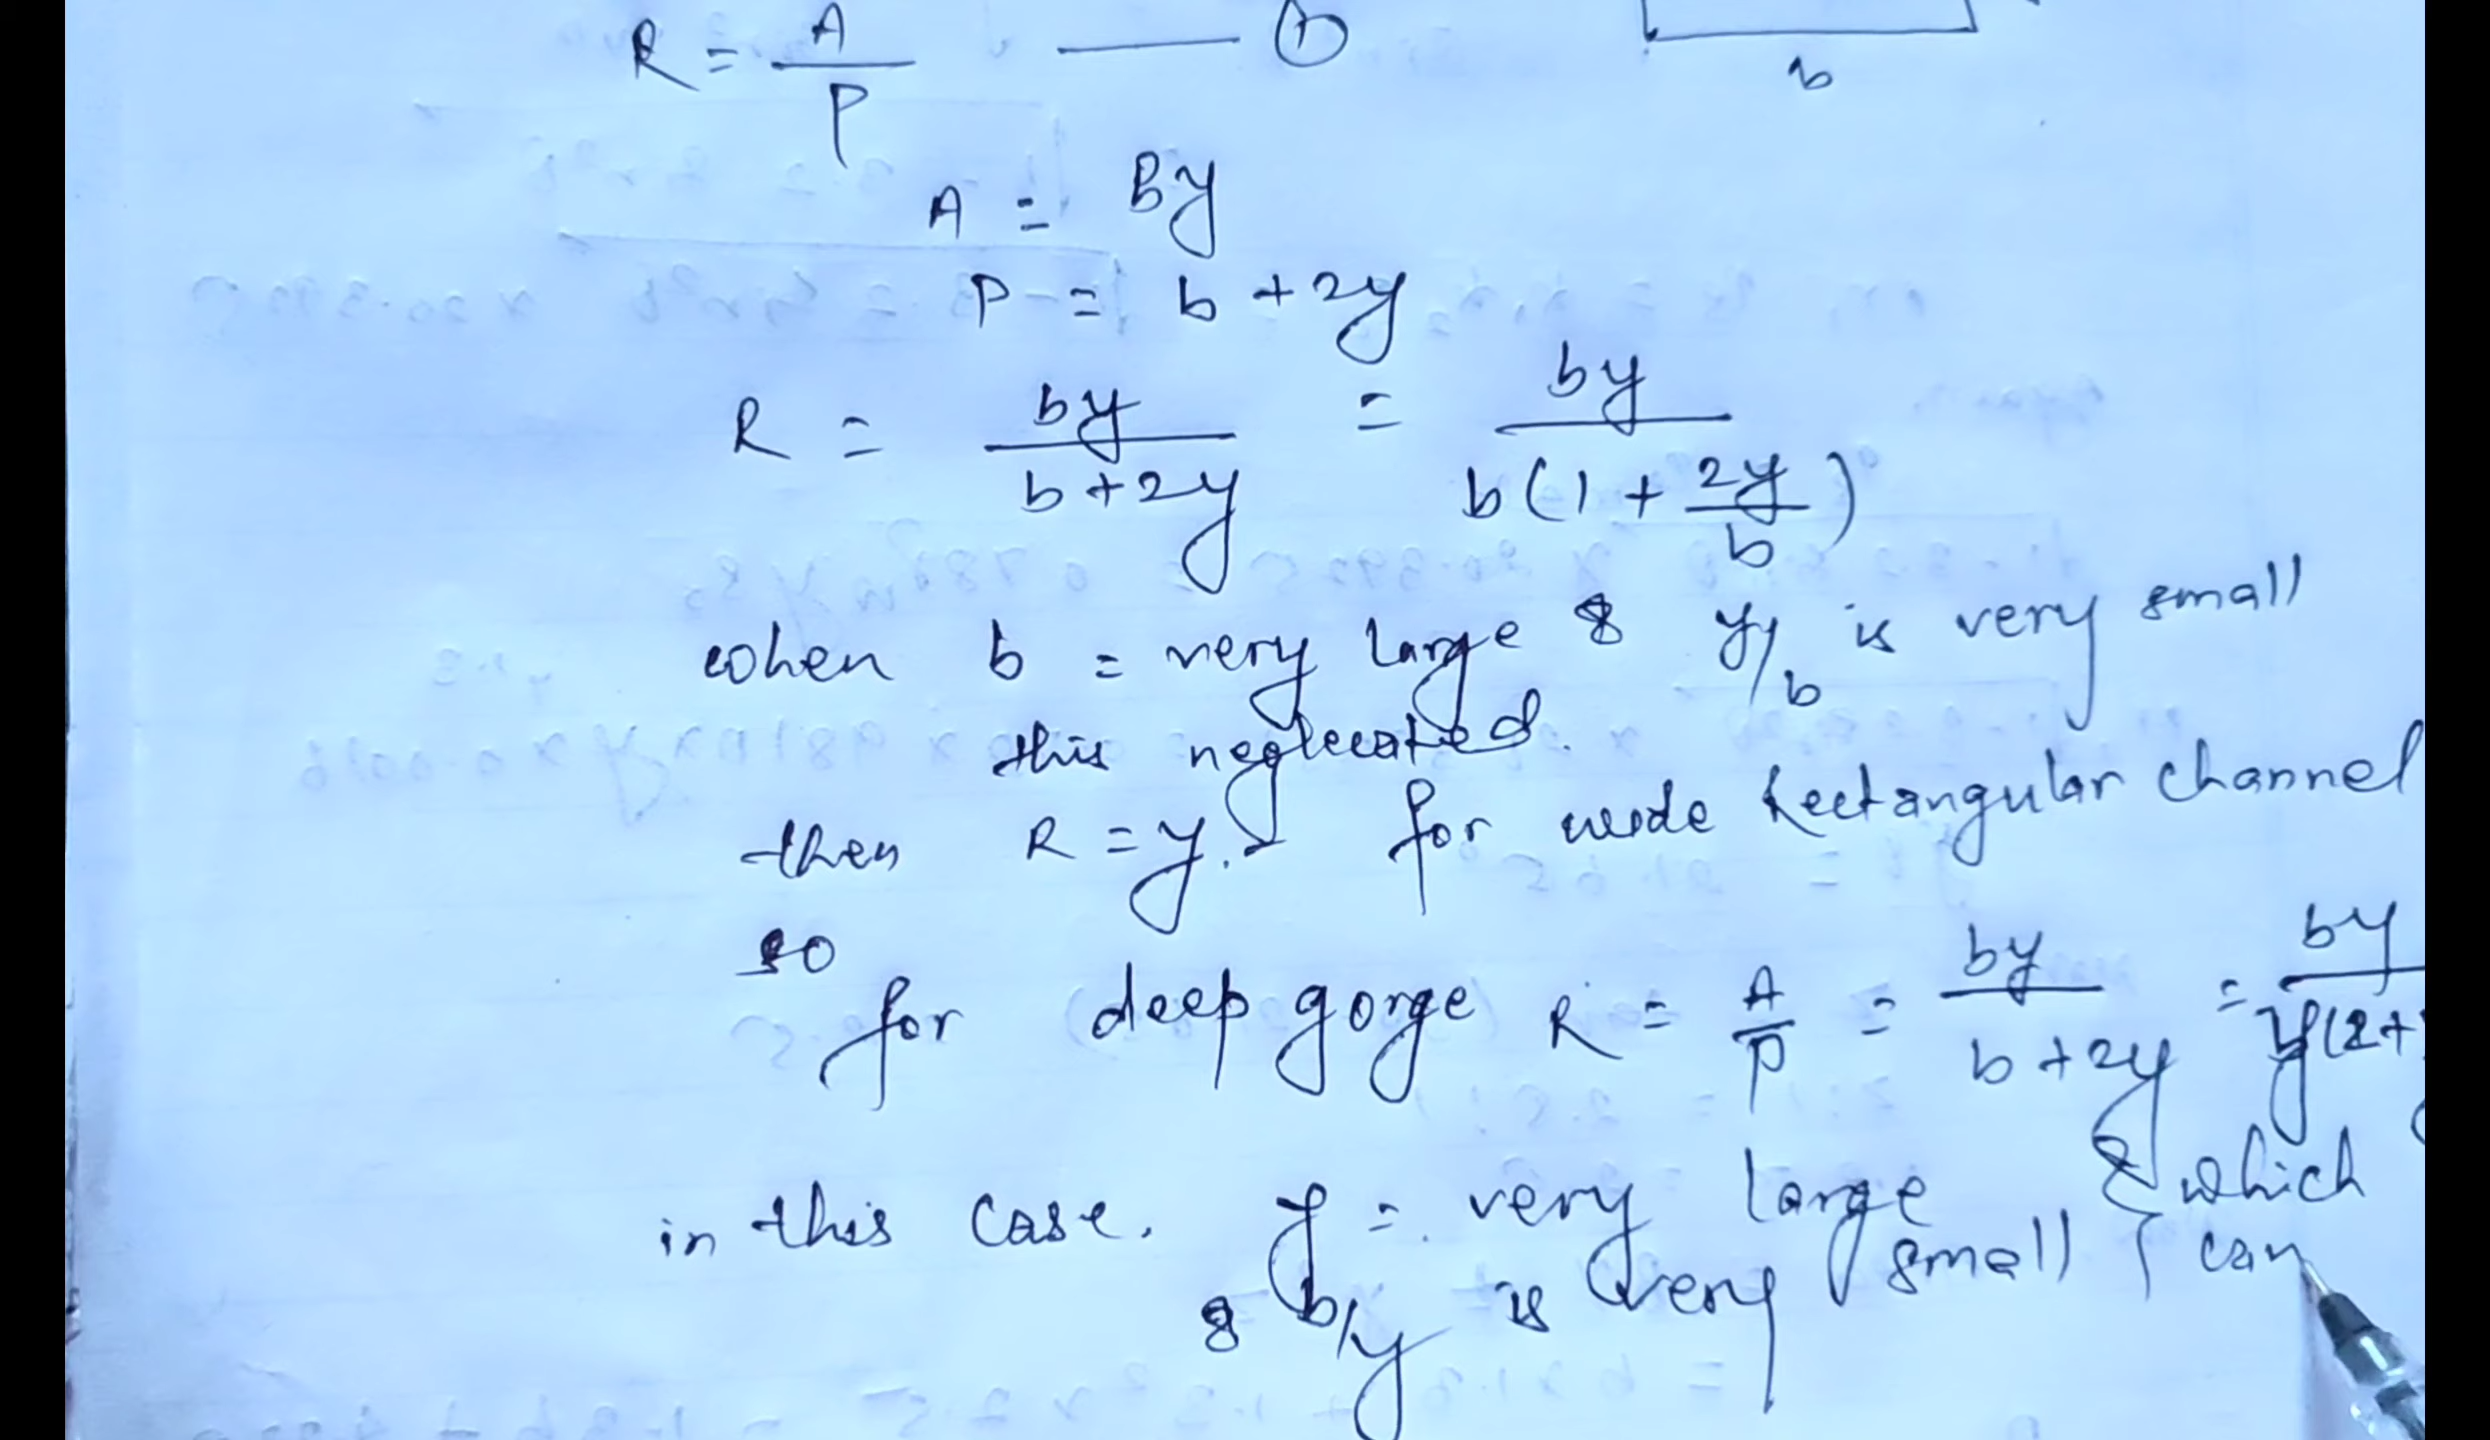 R = A/P —— ①
b
A = By
P = b + 2y
R = by/(b+2y) = by/(b(1 + 2y/b))
when b = very large & y/b is very small
this neglecated.
then R = y. for wide Rectangular channel
so
for deep gorge R = A/P = by/(b+2y) = by/y(2+
in this case. y = very large & which
& b/y is very small can